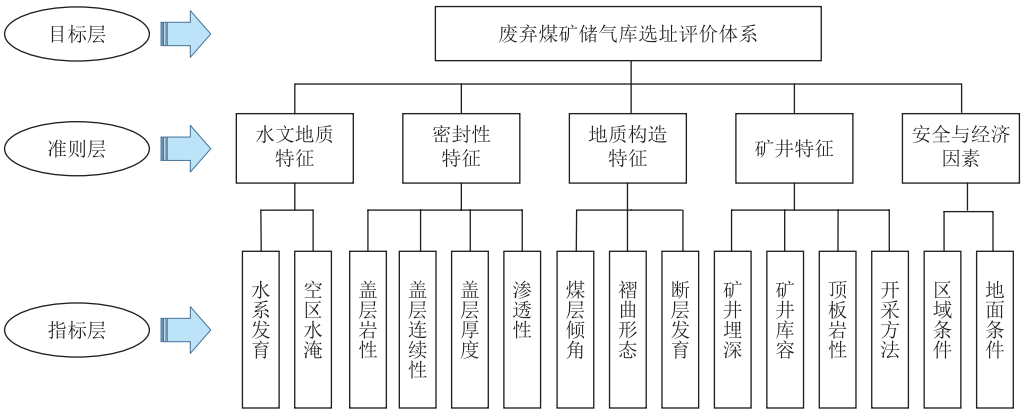 目标层
废弃煤矿储气库选址评价体系
准则层
水文地质
特征
密封性
特征
地质构造
特征
矿井特征
安全与经济
因素
指标层
水系发育
空区水淹
盖层岩性
盖层连续性
盖层厚度
渗透性
煤层倾角
褶曲形态
断层发育
矿井埋深
矿井库容
顶板岩性
开采方法
区域条件
地面条件